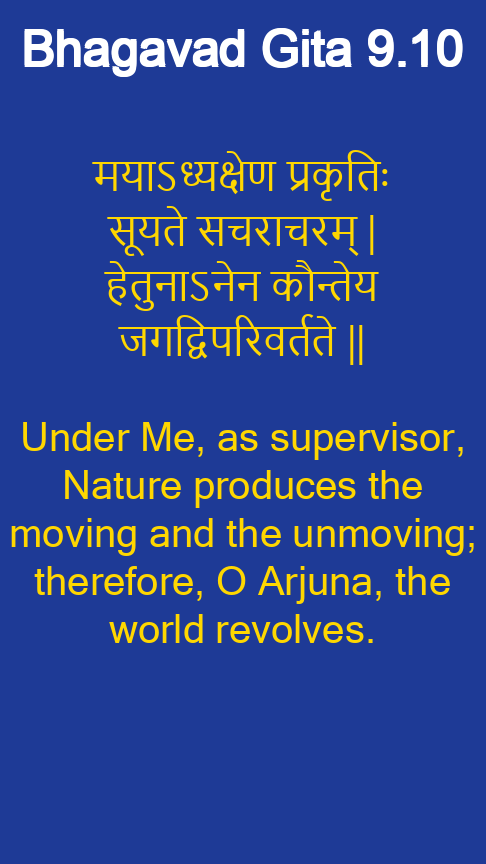 Bhagavad Gita 9.10
मयाऽध्यक्षेण प्रकृतिः
सूयते सचराचरम् |
हेतुनाऽनेन कौन्तेय
जगद्विपरिवर्तते ||
Under Me, as supervisor,
Nature produces the
moving and the unmoving;
therefore, O Arjuna, the
world revolves.